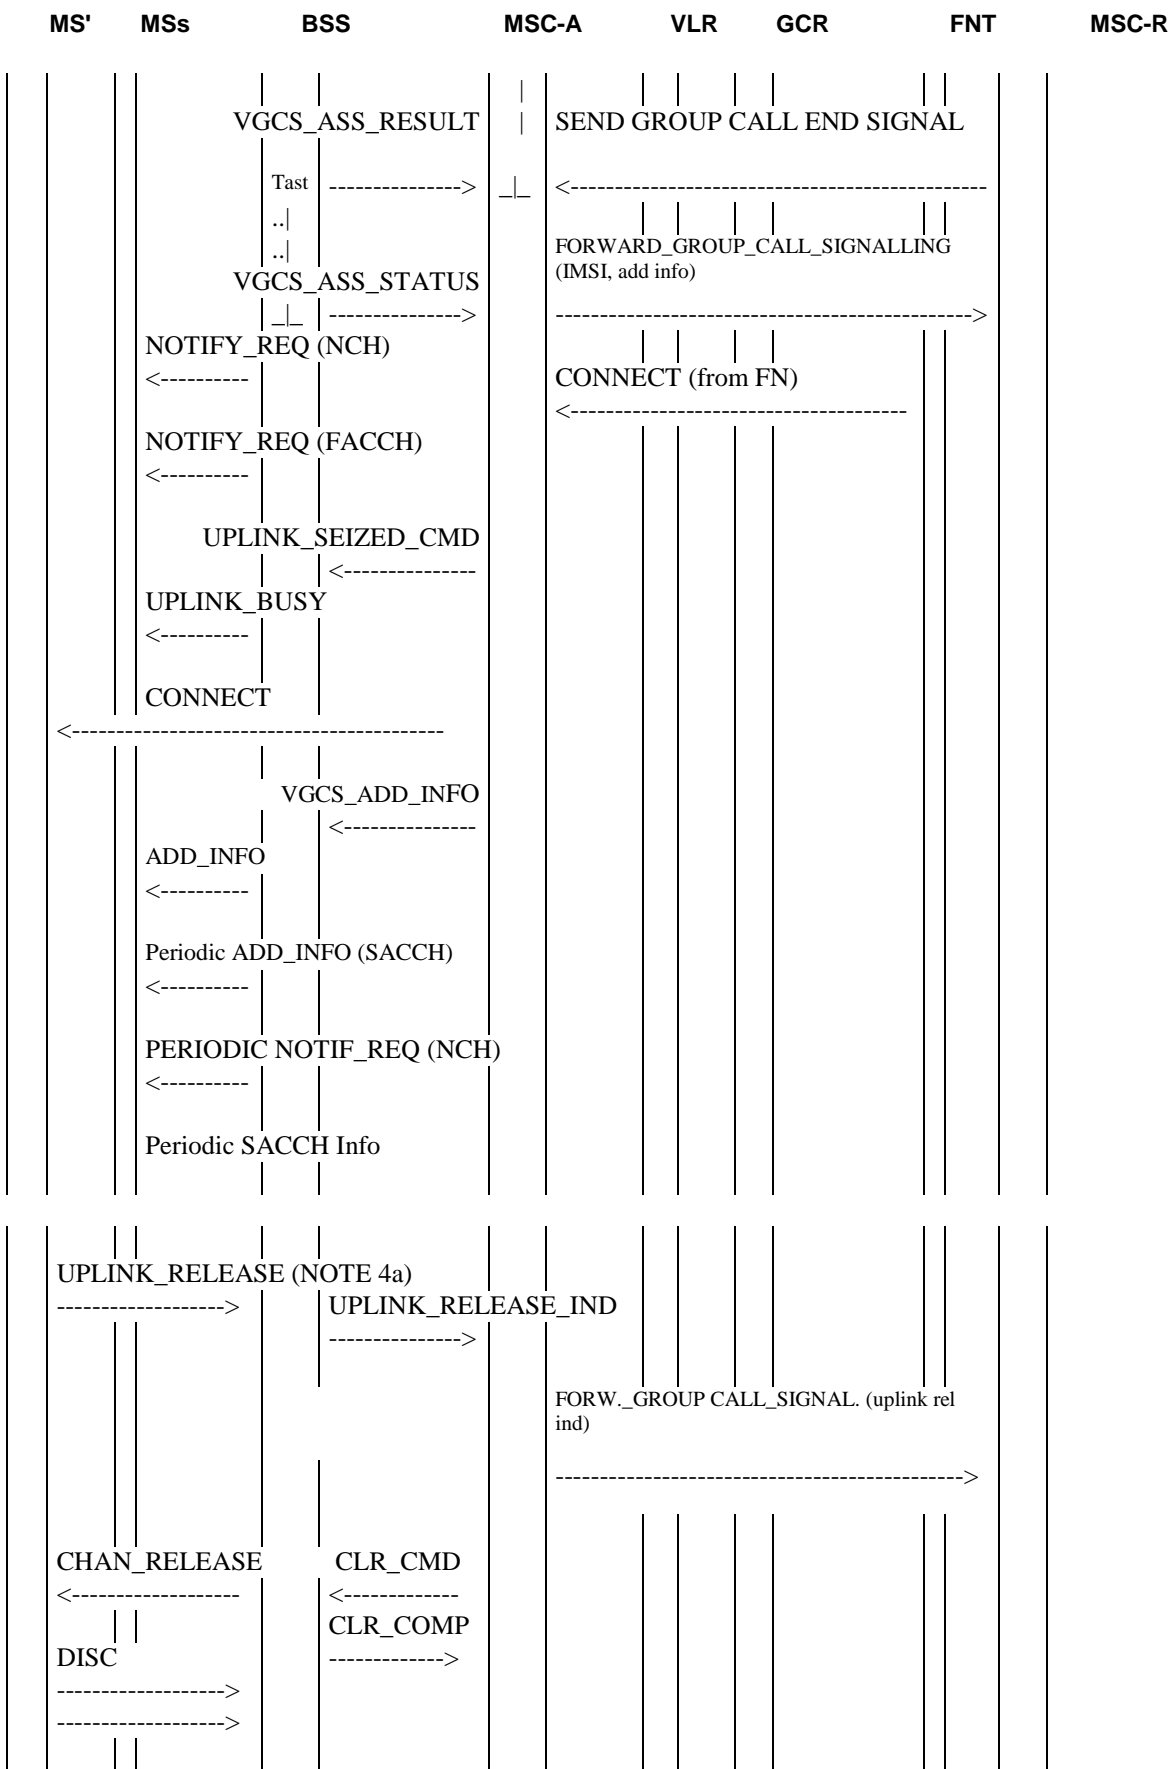 MS' MSs BSS MSC-A VLR GCR FNT MSC-R
VGCS_ASS_RESULT | SEND GROUP CALL END SIGNAL
Tast ---------------> _|_ <-----------------------------------------------
..|
..| FORWARD_GROUP_CALL_SIGNALLING
(IMSI, add info)
VGCS_ASS_STATUS
_|_ ---------------> ----------------------------------------------->
NOTIFY_REQ (NCH)
<---------- CONNECT (from FN)
<--------------------------------------
NOTIFY_REQ (FACCH)
<----------
UPLINK_SEIZED_CMD
<---------------
UPLINK_BUSY
<----------
CONNECT
<------------------------------------------
VGCS_ADD_INFO
<---------------
ADD_INFO
<----------
Periodic ADD_INFO (SACCH)
<----------
PERIODIC NOTIF_REQ (NCH)
<----------
Periodic SACCH Info
UPLINK_RELEASE (NOTE 4a)
-------------------> UPLINK_RELEASE_IND
--------------->
FORW._GROUP CALL_SIGNAL. (uplink rel
ind)
---------------------------------------------->
CHAN_RELEASE CLR_CMD
<------------------- <-------------
CLR_COMP
DISC ------------->
------------------->
------------------->